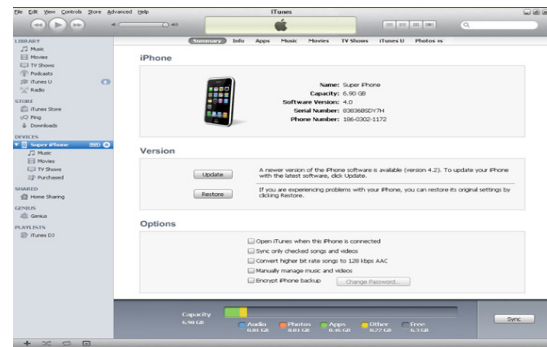 File Edit View Controls Store Advanced Help
iTunes
LIBRARY
Music
Movies
TV Shows
Podcasts
iTunes U
Radio
STORE
iTunes Store
Ping
Downloads
DEVICES
Super iPhone
Music
Movies
TV Shows
Purchased
SHARED
Home Sharing
GENIUS
Genius
PLAYLISTS
iTunes DJ
Summary Info Apps Music Movies TV Shows iTunes U Photos
iPhone
Name: Super iPhone
Capacity: 6.90 GB
Software Version: 4.0
Phone Number: 186-0302-1172
Version
Update
A newer version of the iPhone software is available (version 4.2). To update your iPhone
with the latest software, click Update.
Restore
If you are experiencing problems with your iPhone, you can restore its original settings by
clicking Restore.
Options
Open iTunes when this iPhone is connected
Sync only checked songs and videos
Convert higher bit rate songs to 128 kbps AAC
Manually manage music and videos
Encrypt iPhone backup
Change Password...
Capacity
6.90 GB
Audio Photos Apps Other Free
Sync